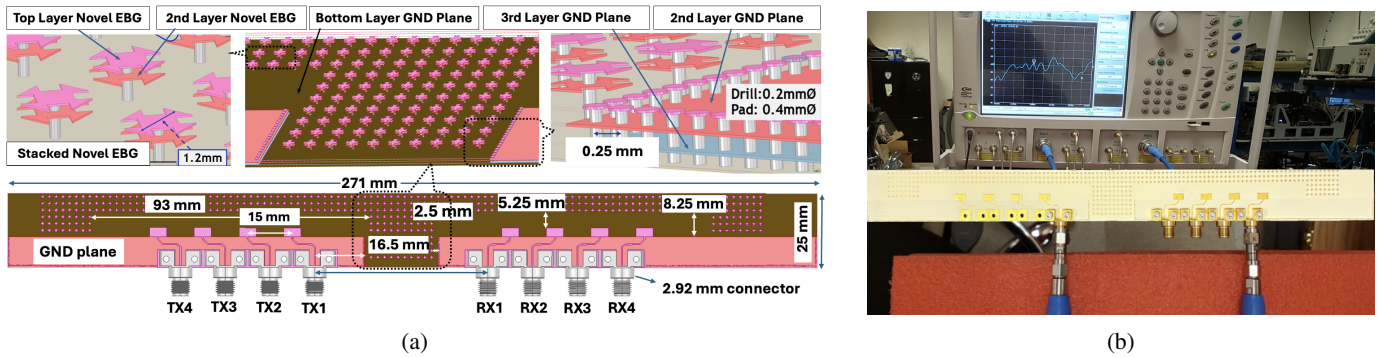 Top Layer Novel EBG
2nd Layer Novel EBG
Bottom Layer GND Plane
3rd Layer GND Plane
2nd Layer GND Plane
Stacked Novel EBG
1.2mm
Drill:0.2mmØ
Pad: 0.4mmØ
0.25 mm
271 mm
93 mm
15 mm
2.5 mm
5.25 mm
8.25 mm
25 mm
16.5 mm
GND plane
2.92 mm connector
TX4
TX3
TX2
TX1
RX1
RX2
RX3
RX4
(a)
(b)